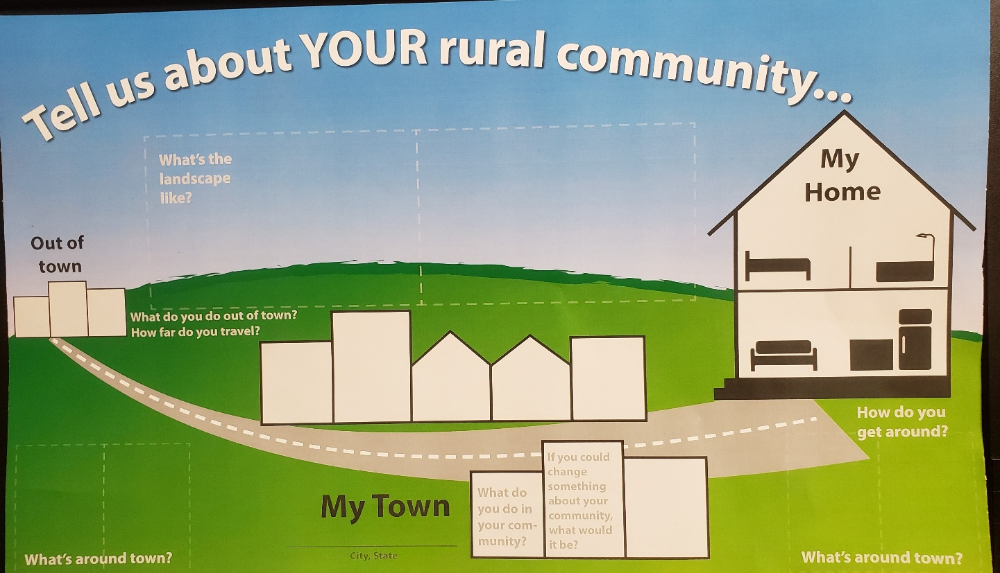 Tell us about YOUR rural community...
What's the
landscape
like?
My
Home
Out of
town
What do you do out of town?
How far do you travel?
How do you
get around?
My Town
City, State
What do
you do in
your com-
munity?
If you could
change
something
about your
community,
what would
it be?
What's around town?
What's around town?